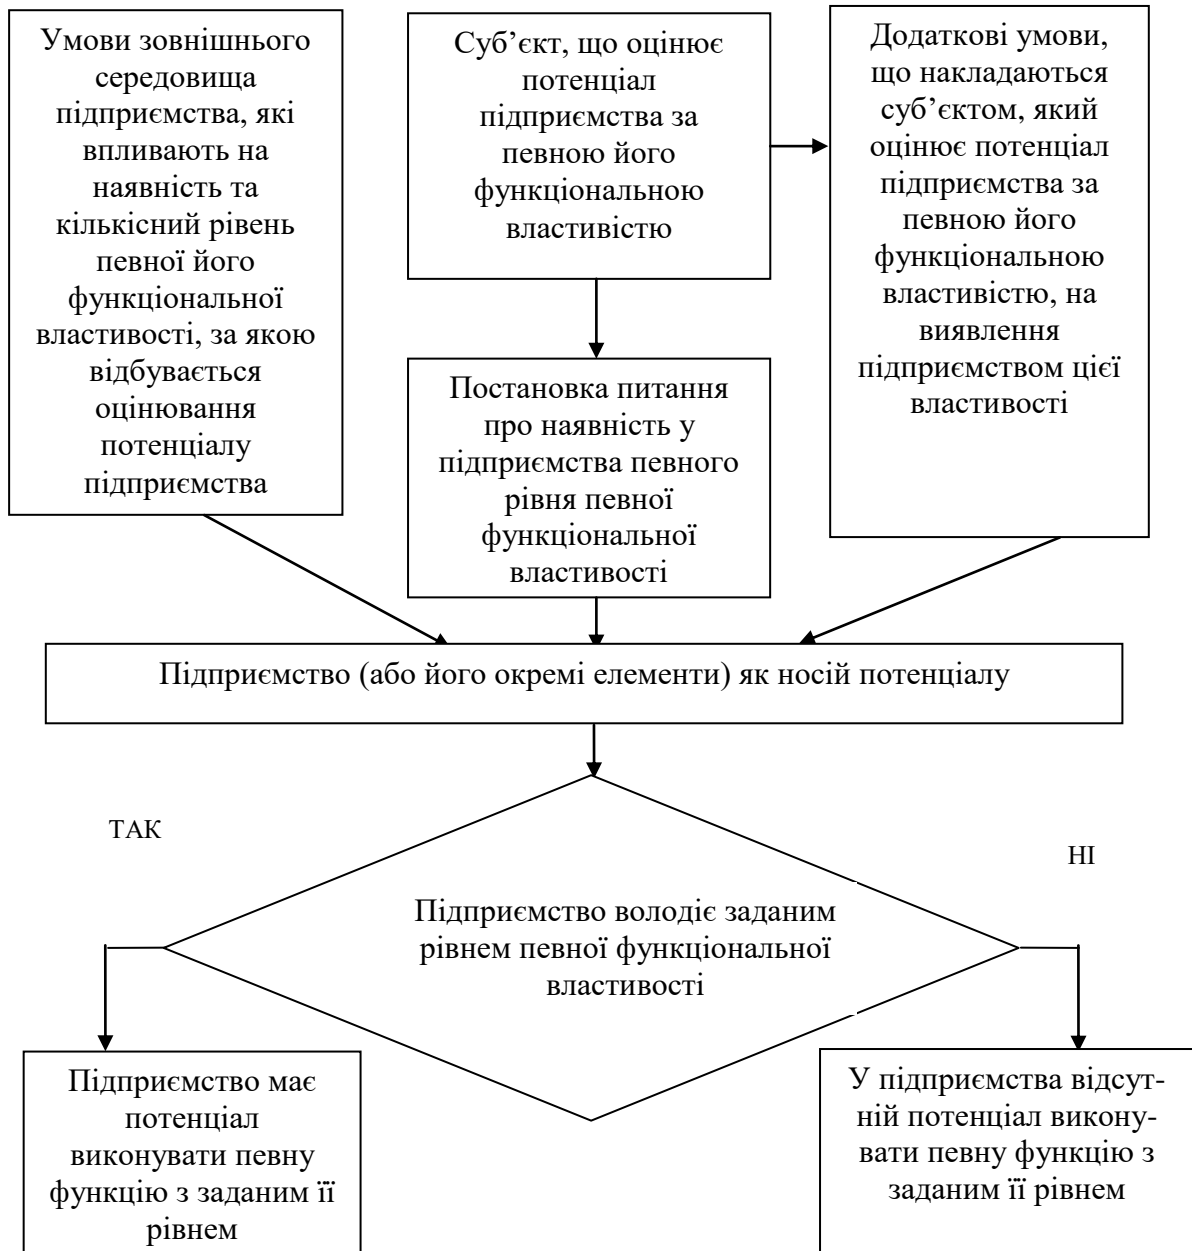 Умови зовнішнього
середовища
підприємства, які
впливають на
наявність та
кількісний рівень
певної його
функціональної
властивості, за якою
відбувається
оцінювання
потенціалу
підприємства
Суб’єкт, що оцінює
потенціал
підприємства за
певною його
функціональною
властивістю
Додаткові умови,
що накладаються
суб’єктом, який
оцінює потенціал
підприємства за
певною його
функціональною
властивістю, на
виявлення
підприємством цієї
властивості
Постановка питання
про наявність у
підприємства певного
рівня певної
функціональної
властивості
Підприємство (або його окремі елементи) як носій потенціалу
ТАК
НІ
Підприємство володіє заданим
рівнем певної функціональної
властивості
Підприємство має
потенціал
виконувати певну
функцію з заданим її
рівнем
У підприємства відсут-
ній потенціал викону-
вати певну функцію з
заданим її рівнем